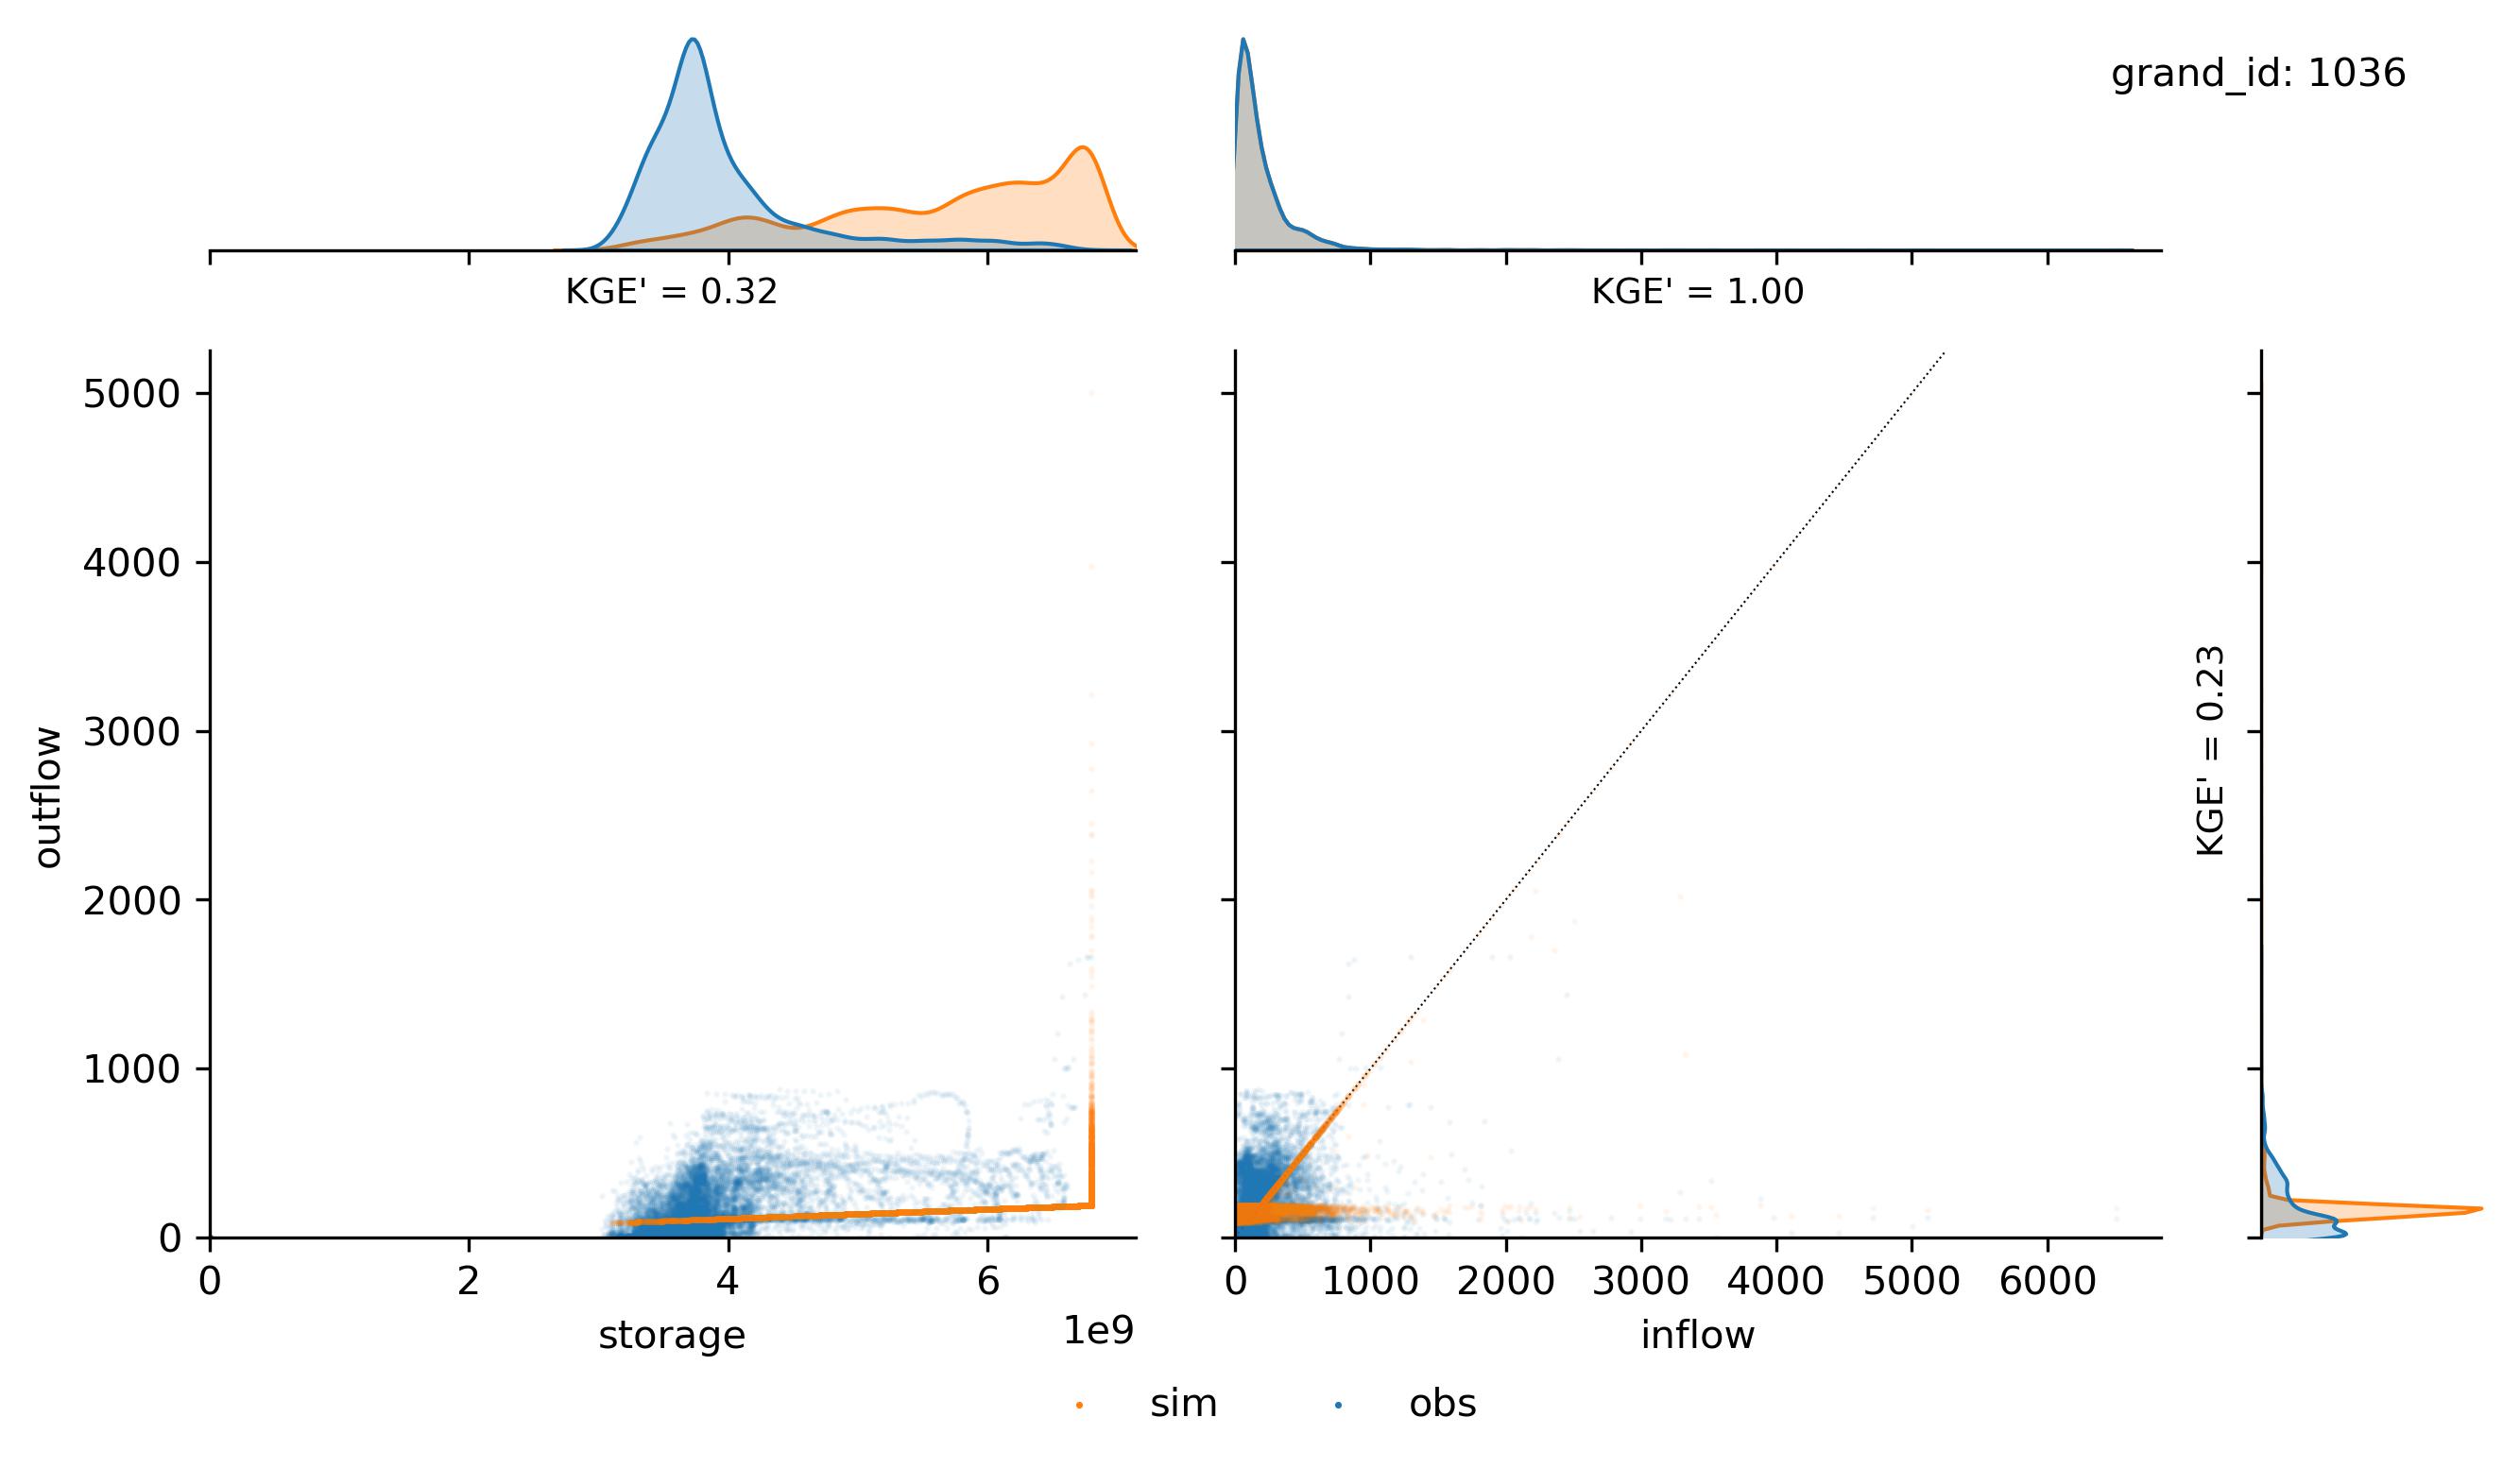 grand_id: 1036
KGE' = 0.32
KGE' = 1.00
5000
4000
3000
2000
1000
0
outflow
KGE' = 0.23
0 2 4 6
0 1000 2000 3000 4000 5000 6000
storage 1e9
inflow
sim obs